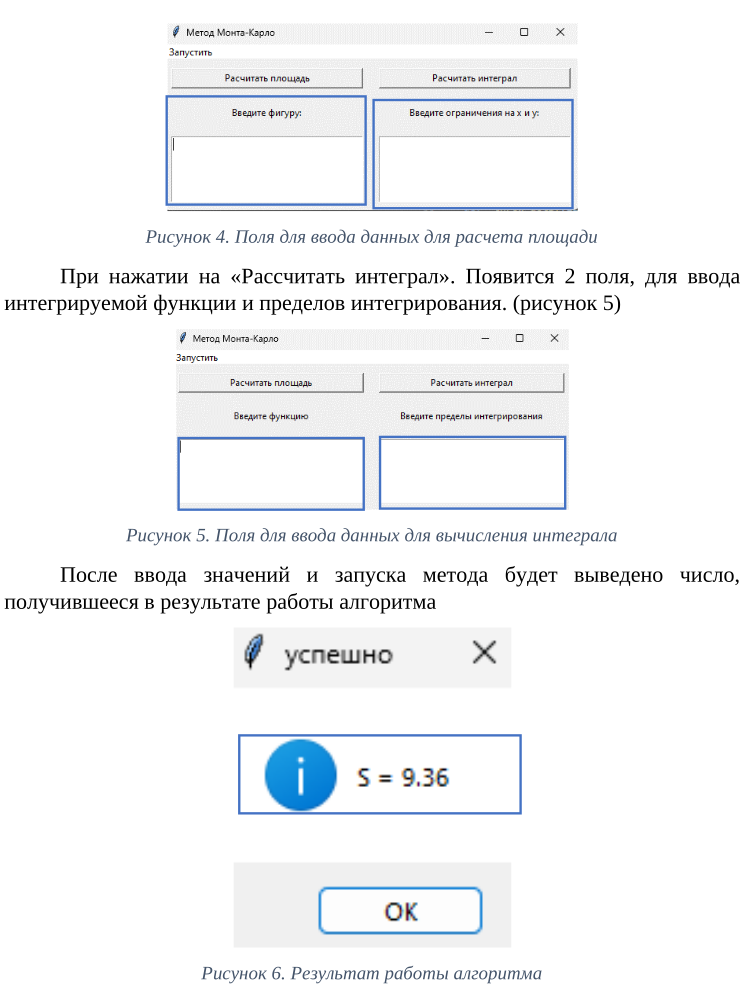 Метод Монта-Карло
Запустить
Расчитать площадь Расчитать интеграл
Введите фигуру: Введите ограничения на x и y:
Рисунок 4. Поля для ввода данных для расчета площади
При нажатии на «Рассчитать интеграл». Появится 2 поля, для ввода
интегрируемой функции и пределов интегрирования. (рисунок 5)
Метод Монта-Карло
Запустить
Расчитать площадь Расчитать интеграл
Введите функцию Введите пределы интегрирования
Рисунок 5. Поля для ввода данных для вычисления интеграла
После ввода значений и запуска метода будет выведено число,
получившееся в результате работы алгоритма
успешно
S = 9.36
ОК
Рисунок 6. Результат работы алгоритма